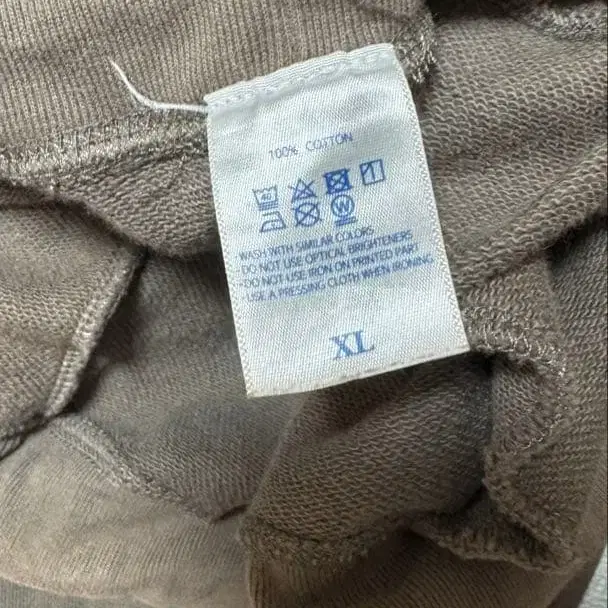 100% COTTON
40
W
WASH WITH SIMILAR COLORS
DO NOT USE OPTICAL BRIGHTENERS
DO NOT USE IRON ON PRINTED PART
USE A PRESSING CLOTH WHEN IRONING
XL